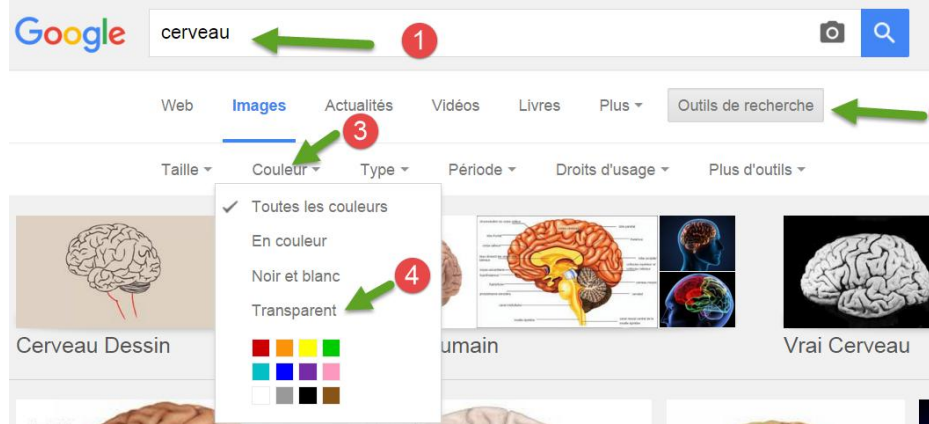 Google cerveau 1
Web Images Actualités Vidéos Livres Plus Outils de recherche
3
Taille Couleur Type Période Droits d'usage Plus d'outils
Toutes les couleurs
En couleur
Noir et blanc
4
Transparent
Cerveau Dessin umain Vrai Cerveau